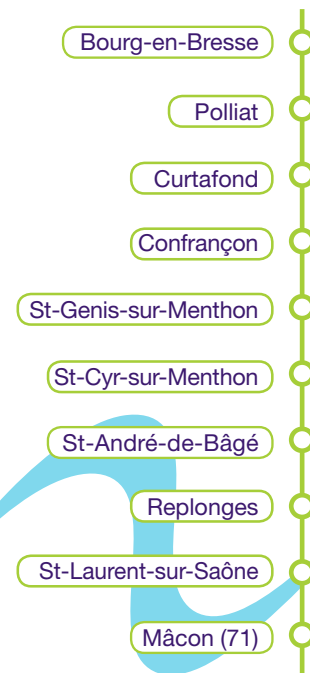 Bourg-en-Bresse
Polliat
Curtafond
Confrançon
St-Genis-sur-Menthon
St-Cyr-sur-Menthon
St-André-de-Bâgé
Replonges
St-Laurent-sur-Saône
Mâcon (71)